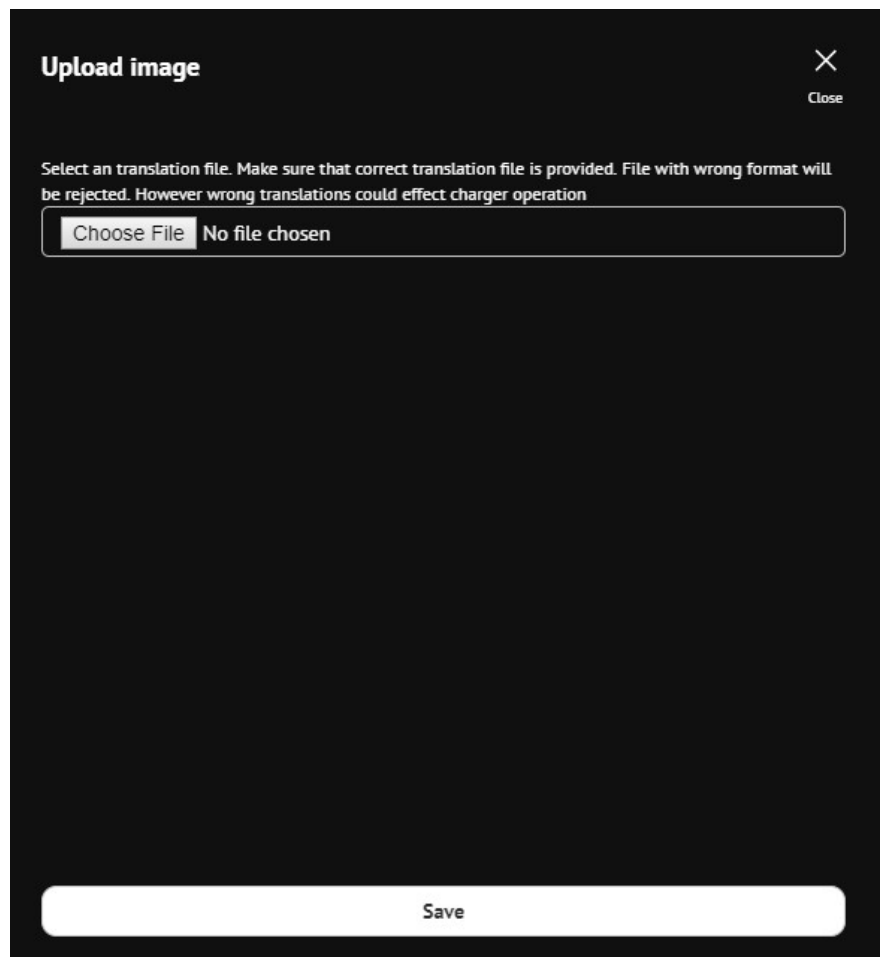 Upload image
Close
Select an translation file. Make sure that correct translation file is provided. File with wrong format will
be rejected. However wrong translations could effect charger operation
Choose File No file chosen
Save